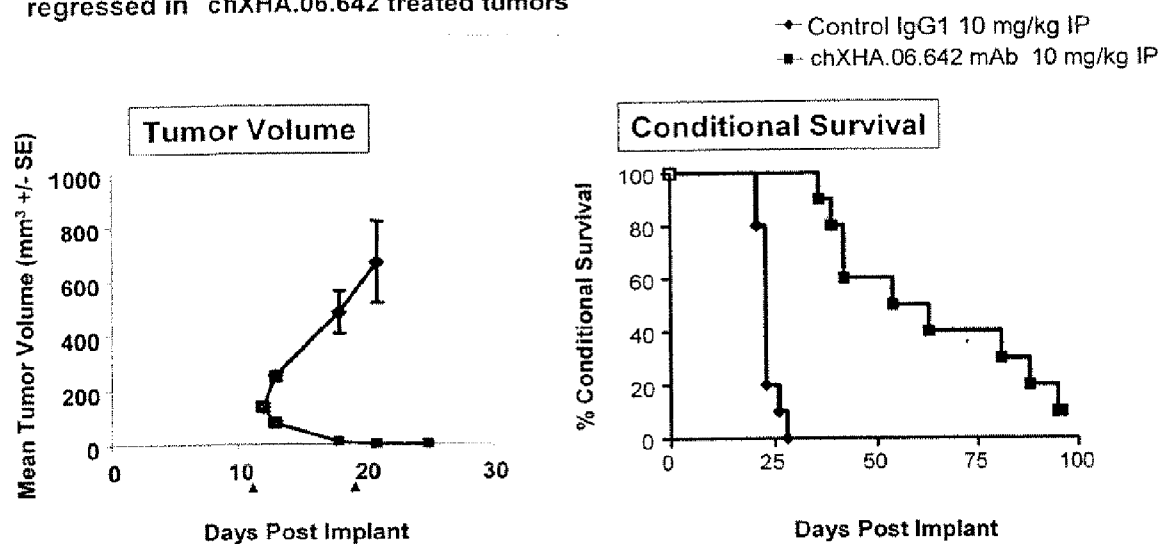 regressed in chXHA.06.642 treated tumors
Control IgG1 10 mg/kg IP
chXHA.06.642 mAb 10 mg/kg IP
Tumor Volume
Mean Tumor Volume (mm³ +/- SE)
1000
800
600
400
200
0
0
10
20
30
Days Post Implant
Conditional Survival
% Conditional Survival
100
80
60
40
20
0
0
25
50
75
100
Days Post Implant